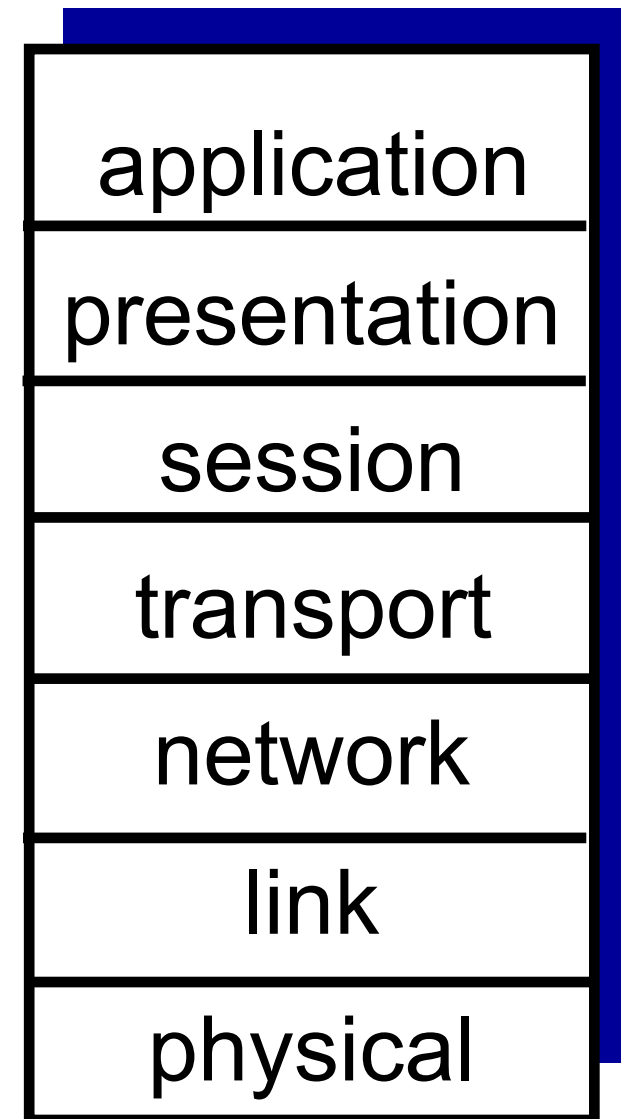 application
presentation
session
transport
network
link
physical